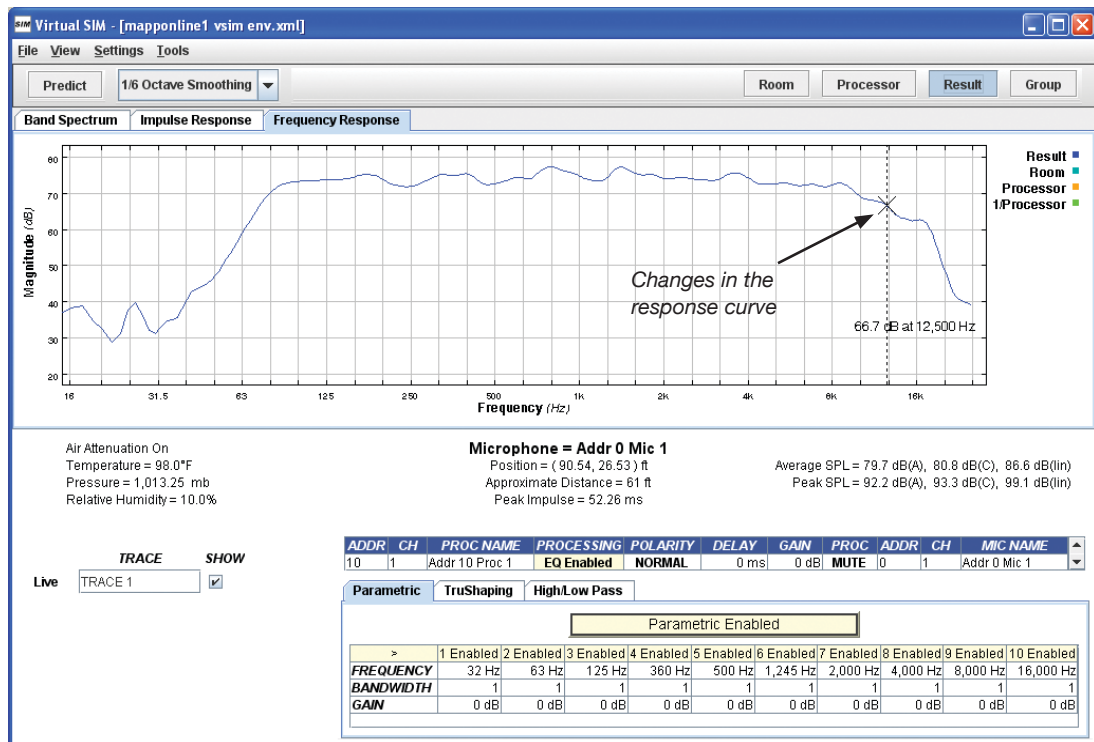 SIM Virtual SIM - [mapponline1 vsim env.xml]
File View Settings Tools
Predict 1/6 Octave Smoothing Room Processor Result Group
Band Spectrum Impulse Response Frequency Response
Magnitude (dB)
80
70
60
50
40
30
20
16 31.5 63 125 250 500 1k 2k 4k 8k 16k
Frequency (Hz)
Result
Room
Processor
1/Processor
Changes in the
response curve
66.7 dB at 12,500 Hz
Air Attenuation On
Temperature = 98.0°F
Pressure = 1,013.25 mb
Relative Humidity = 10.0%
Microphone = Addr 0 Mic 1
Position = ( 90.54, 26.53 ) ft
Approximate Distance = 61 ft
Peak Impulse = 52.26 ms
Average SPL = 79.7 dB(A), 80.8 dB(C), 86.6 dB(lin)
Peak SPL = 92.2 dB(A), 93.3 dB(C), 99.1 dB(lin)
TRACE SHOW
Live TRACE 1
ADDR CH PROC NAME PROCESSING POLARITY DELAY GAIN PROC ADDR CH MIC NAME
10 1 Addr 10 Proc 1 EQ Enabled NORMAL 0 ms 0 dB MUTE 0 1 Addr 0 Mic 1
Parametric TruShaping High/Low Pass
Parametric Enabled
> 1 Enabled 2 Enabled 3 Enabled 4 Enabled 5 Enabled 6 Enabled 7 Enabled 8 Enabled 9 Enabled 10 Enabled
FREQUENCY 32 Hz 63 Hz 125 Hz 360 Hz 500 Hz 1,245 Hz 2,000 Hz 4,000 Hz 8,000 Hz 16,000 Hz
BANDWIDTH 1 1 1 1 1 1 1 1 1 1
GAIN 0 dB 0 dB 0 dB 0 dB 0 dB 0 dB 0 dB 0 dB 0 dB 0 dB